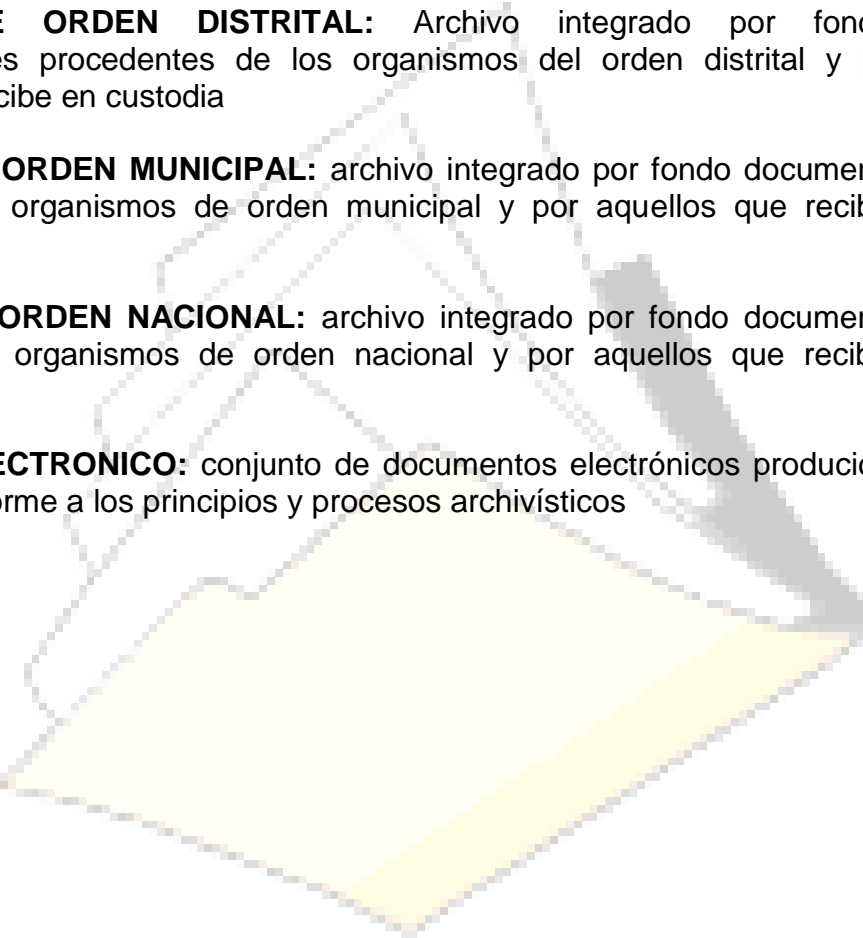 E ORDEN DISTRITAL: Archivo integrado por fond
es procedentes de los organismos del orden distrital y
cibe en custodia
ORDEN MUNICIPAL: archivo integrado por fondo documen
organismos de orden municipal y por aquellos que recib
ORDEN NACIONAL: archivo integrado por fondo documen
organismos de orden nacional y por aquellos que recib
ECTRONICO: conjunto de documentos electrónicos producid
orme a los principios y procesos archivísticos